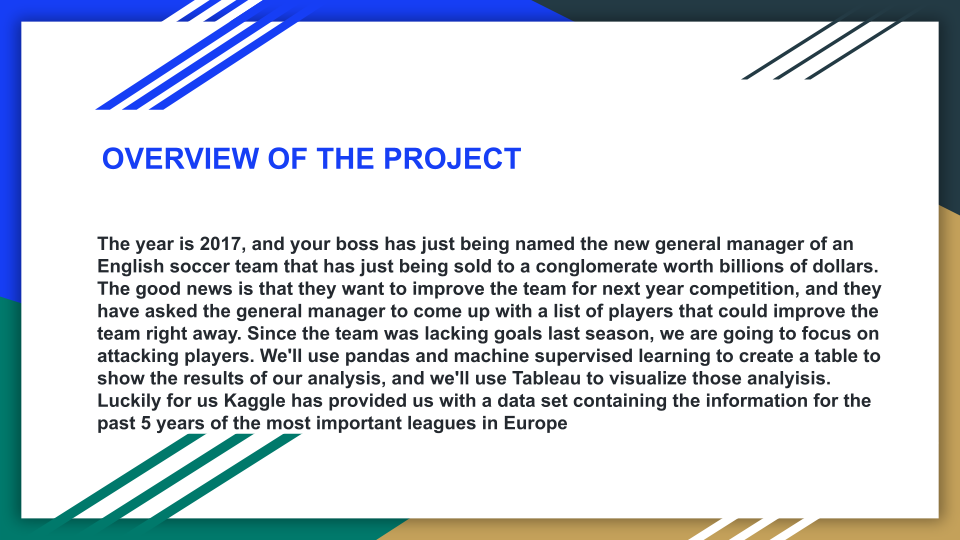 OVERVIEW OF THE PROJECT
The year is 2017, and your boss has just being named the new general manager of an
English soccer team that has just being sold to a conglomerate worth billions of dollars.
The good news is that they want to improve the team for next year competition, and they
have asked the general manager to come up with a list of players that could improve the
team right away. Since the team was lacking goals last season, we are going to focus on
attacking players. We'll use pandas and machine supervised learning to create a table to
show the results of our analyisis, and we'll use Tableau to visualize those analyisis.
Luckily for us Kaggle has provided us with a data set containing the information for the
past 5 years of the most important leagues in Europe